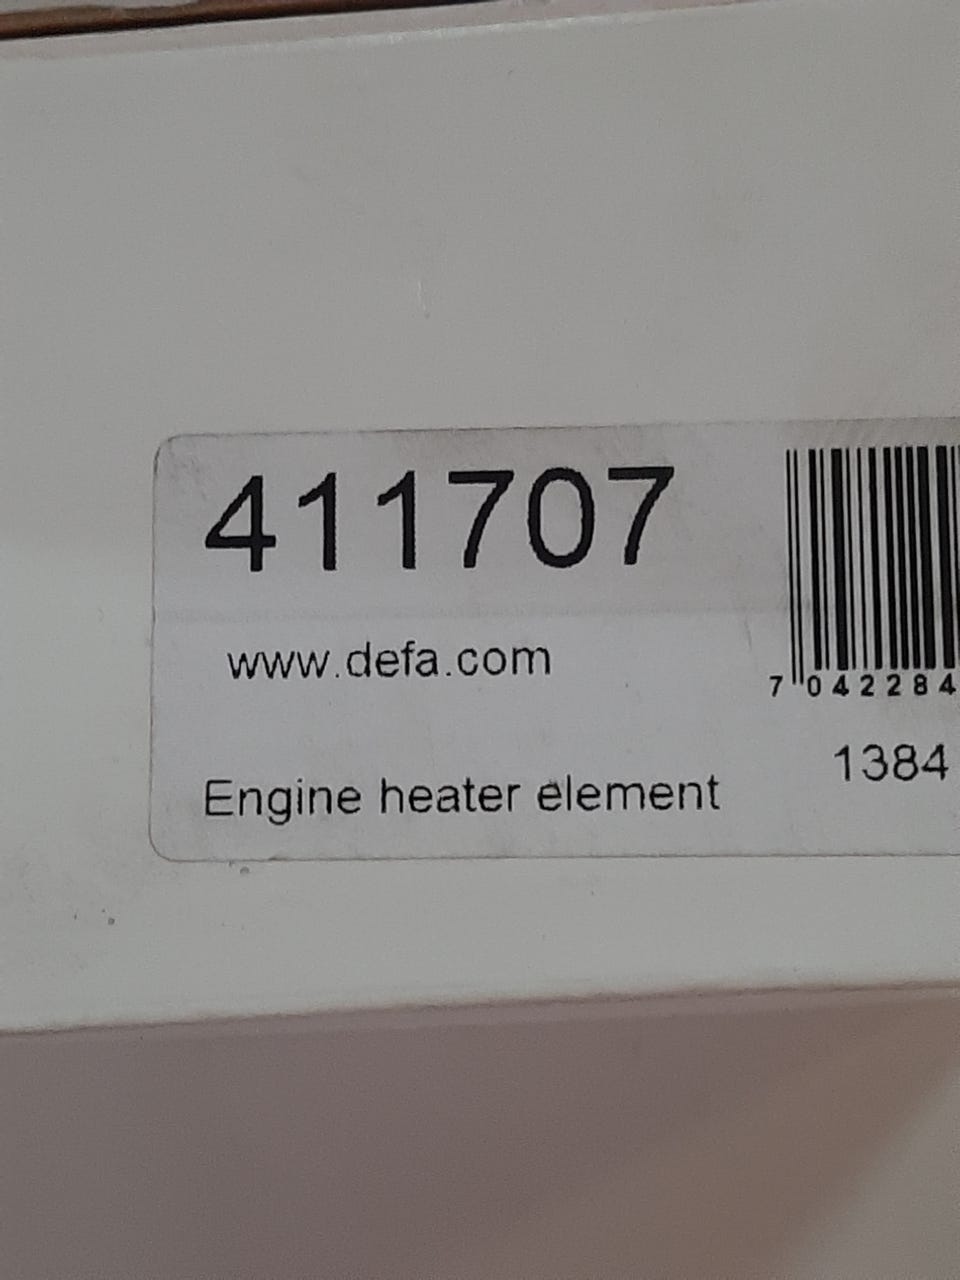 411707
www.defa.com
7 042284
1384
Engine heater element